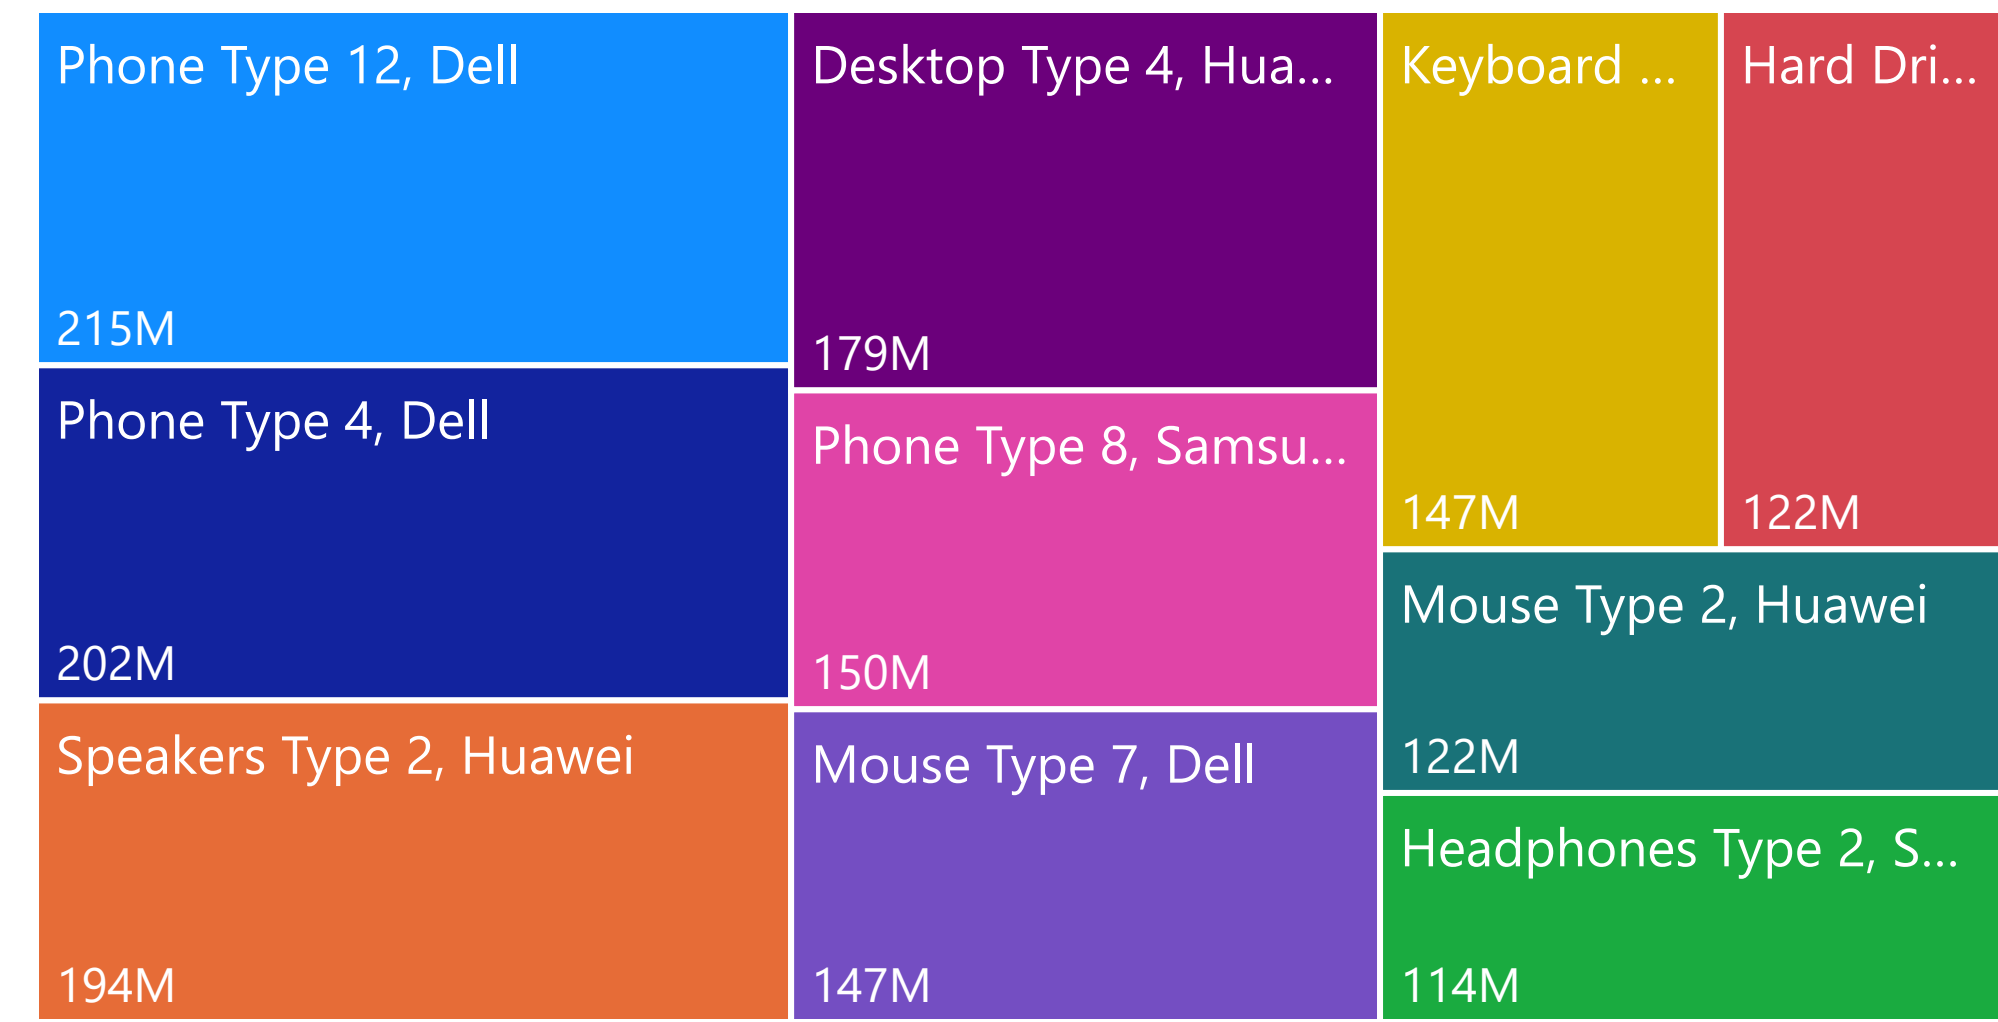 Phone Type 12, Dell
215M
Phone Type 4, Dell
202M
Speakers Type 2, Huawei
194M
Desktop Type 4, Hua...
179M
Phone Type 8, Samsu...
150M
Mouse Type 7, Dell
147M
Keyboard ...
147M
Hard Dri...
122M
Mouse Type 2, Huawei
122M
Headphones Type 2, S...
114M